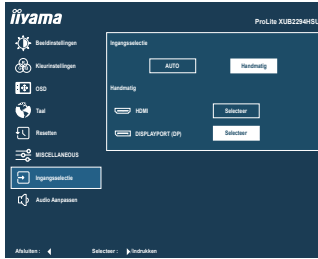 iiyama
ProLite XUB2294HSU
Beeldinstellingen
Kleurinstellingen
OSD
Taal
Resetten
MISCELLANEOUS
Ingangsselectie
Audio Aanpassen
Ingangsselectie
AUTO Handmatig
Handmatig
HDMI Selecteer
DISPLAYPORT (DP) Selecteer
Afsluiten : Selecteer : /Indrukken